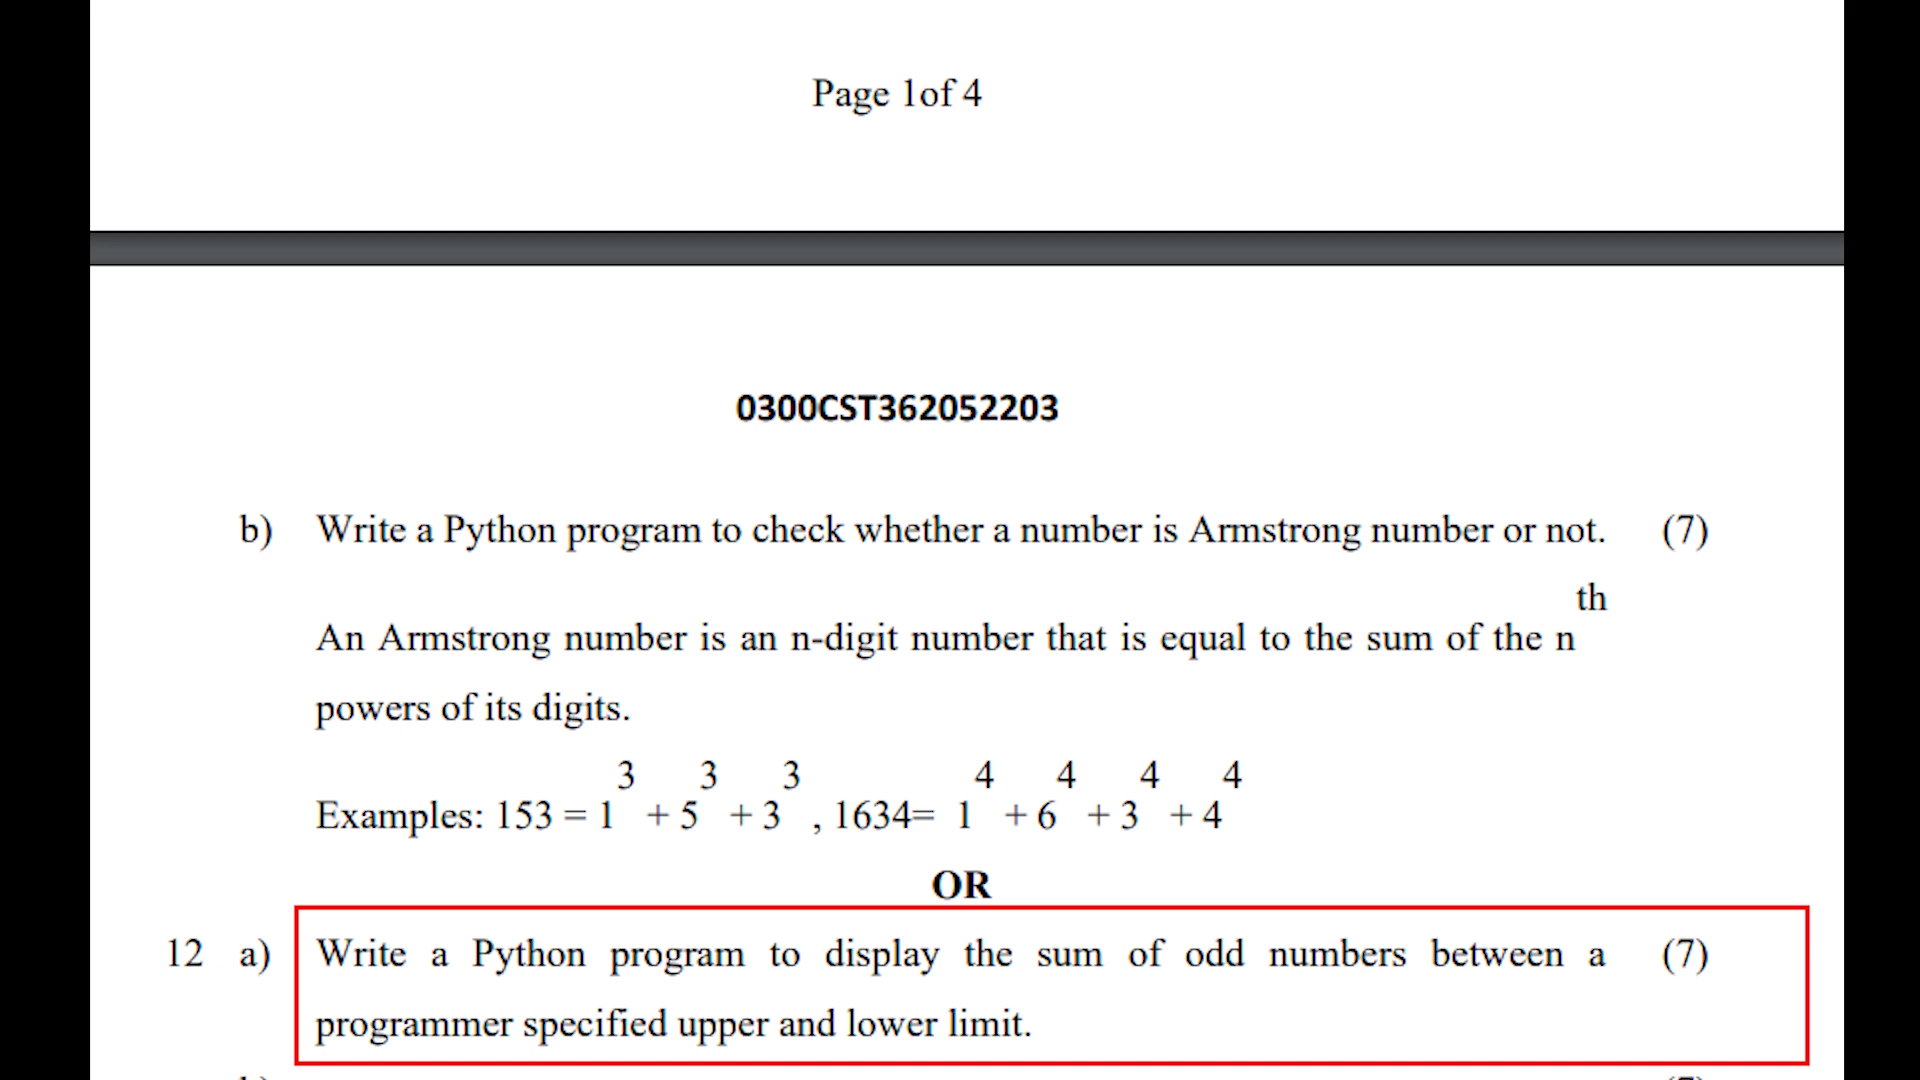 Page 1of 4
0300CST362052203
b) Write a Python program to check whether a number is Armstrong number or not. (7)
An Armstrong number is an n-digit number that is equal to the sum of the n th
powers of its digits.
Examples: 153 = 1 3 + 5 3 + 3 3 , 1634= 1 4 + 6 4 + 3 4 + 4 4
OR
12 a) Write a Python program to display the sum of odd numbers between a (7)
programmer specified upper and lower limit.